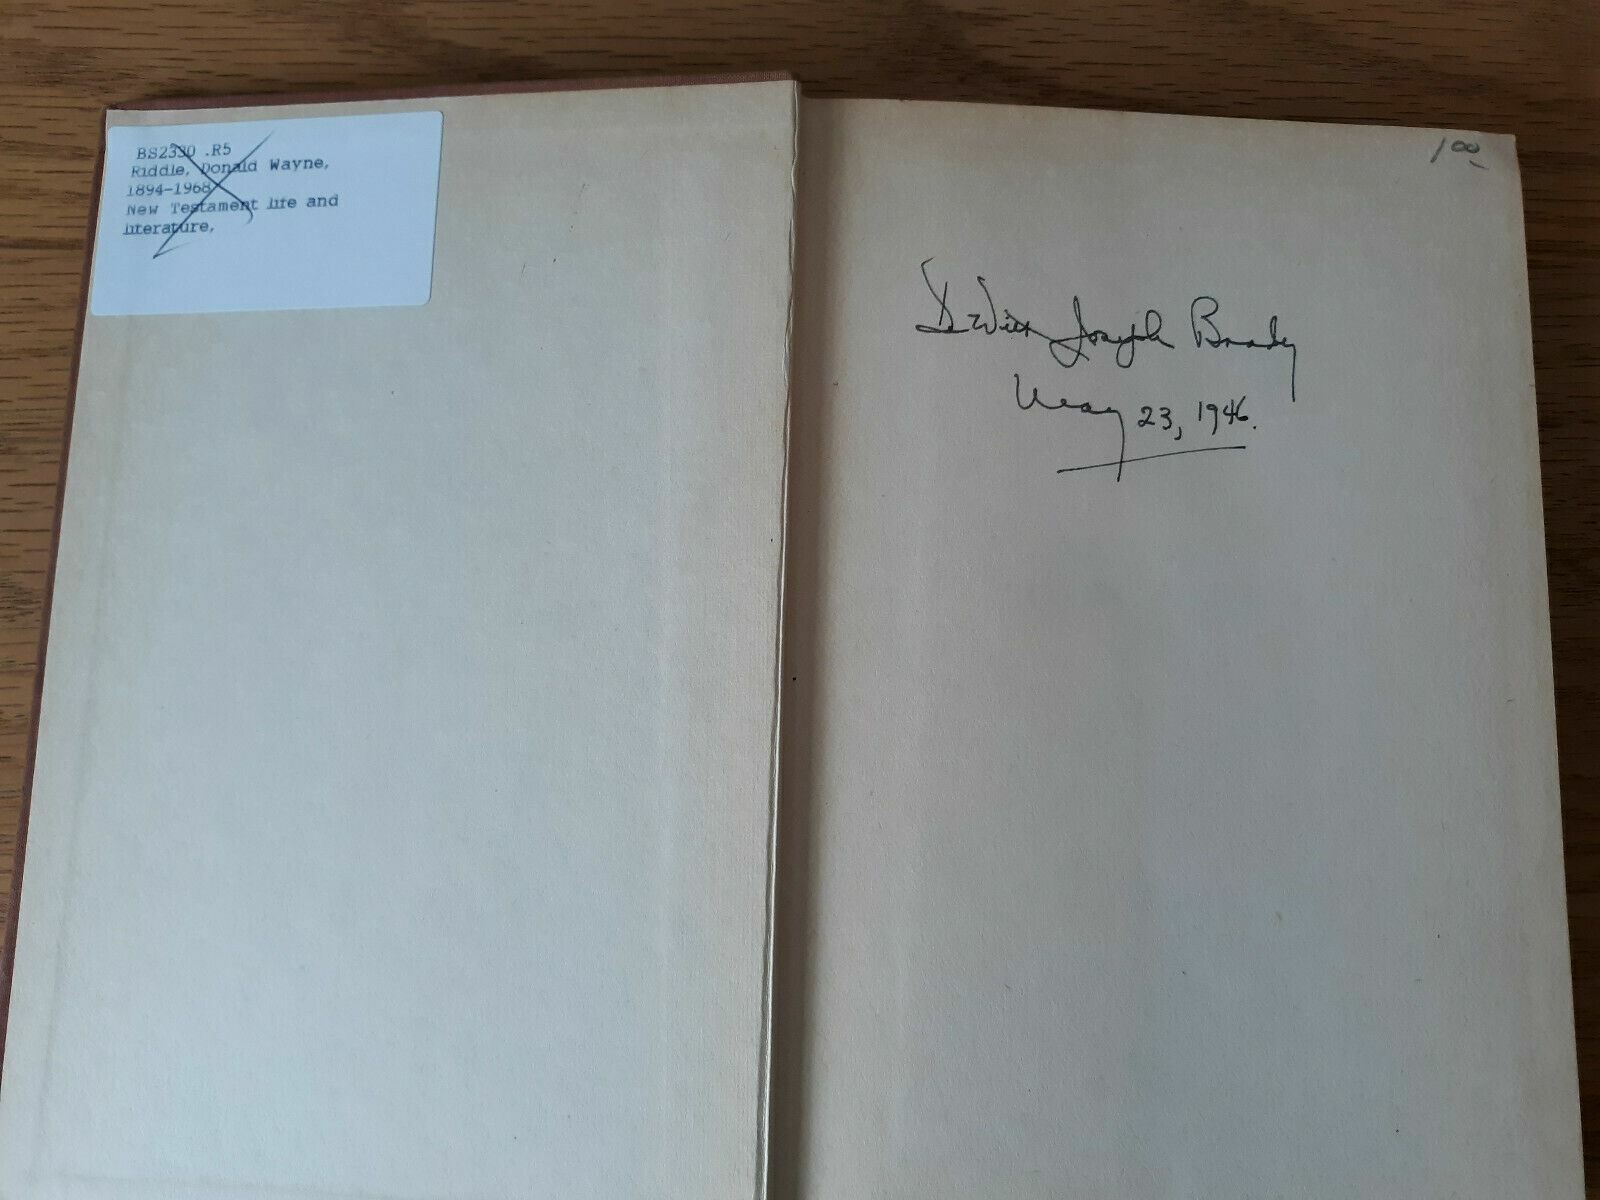 BS2330 .R5
Riddle, Donald Wayne,
1894-1968
New Testament life and
literature,
1 00
DeWitt Joseph Brady
May 23, 1946.